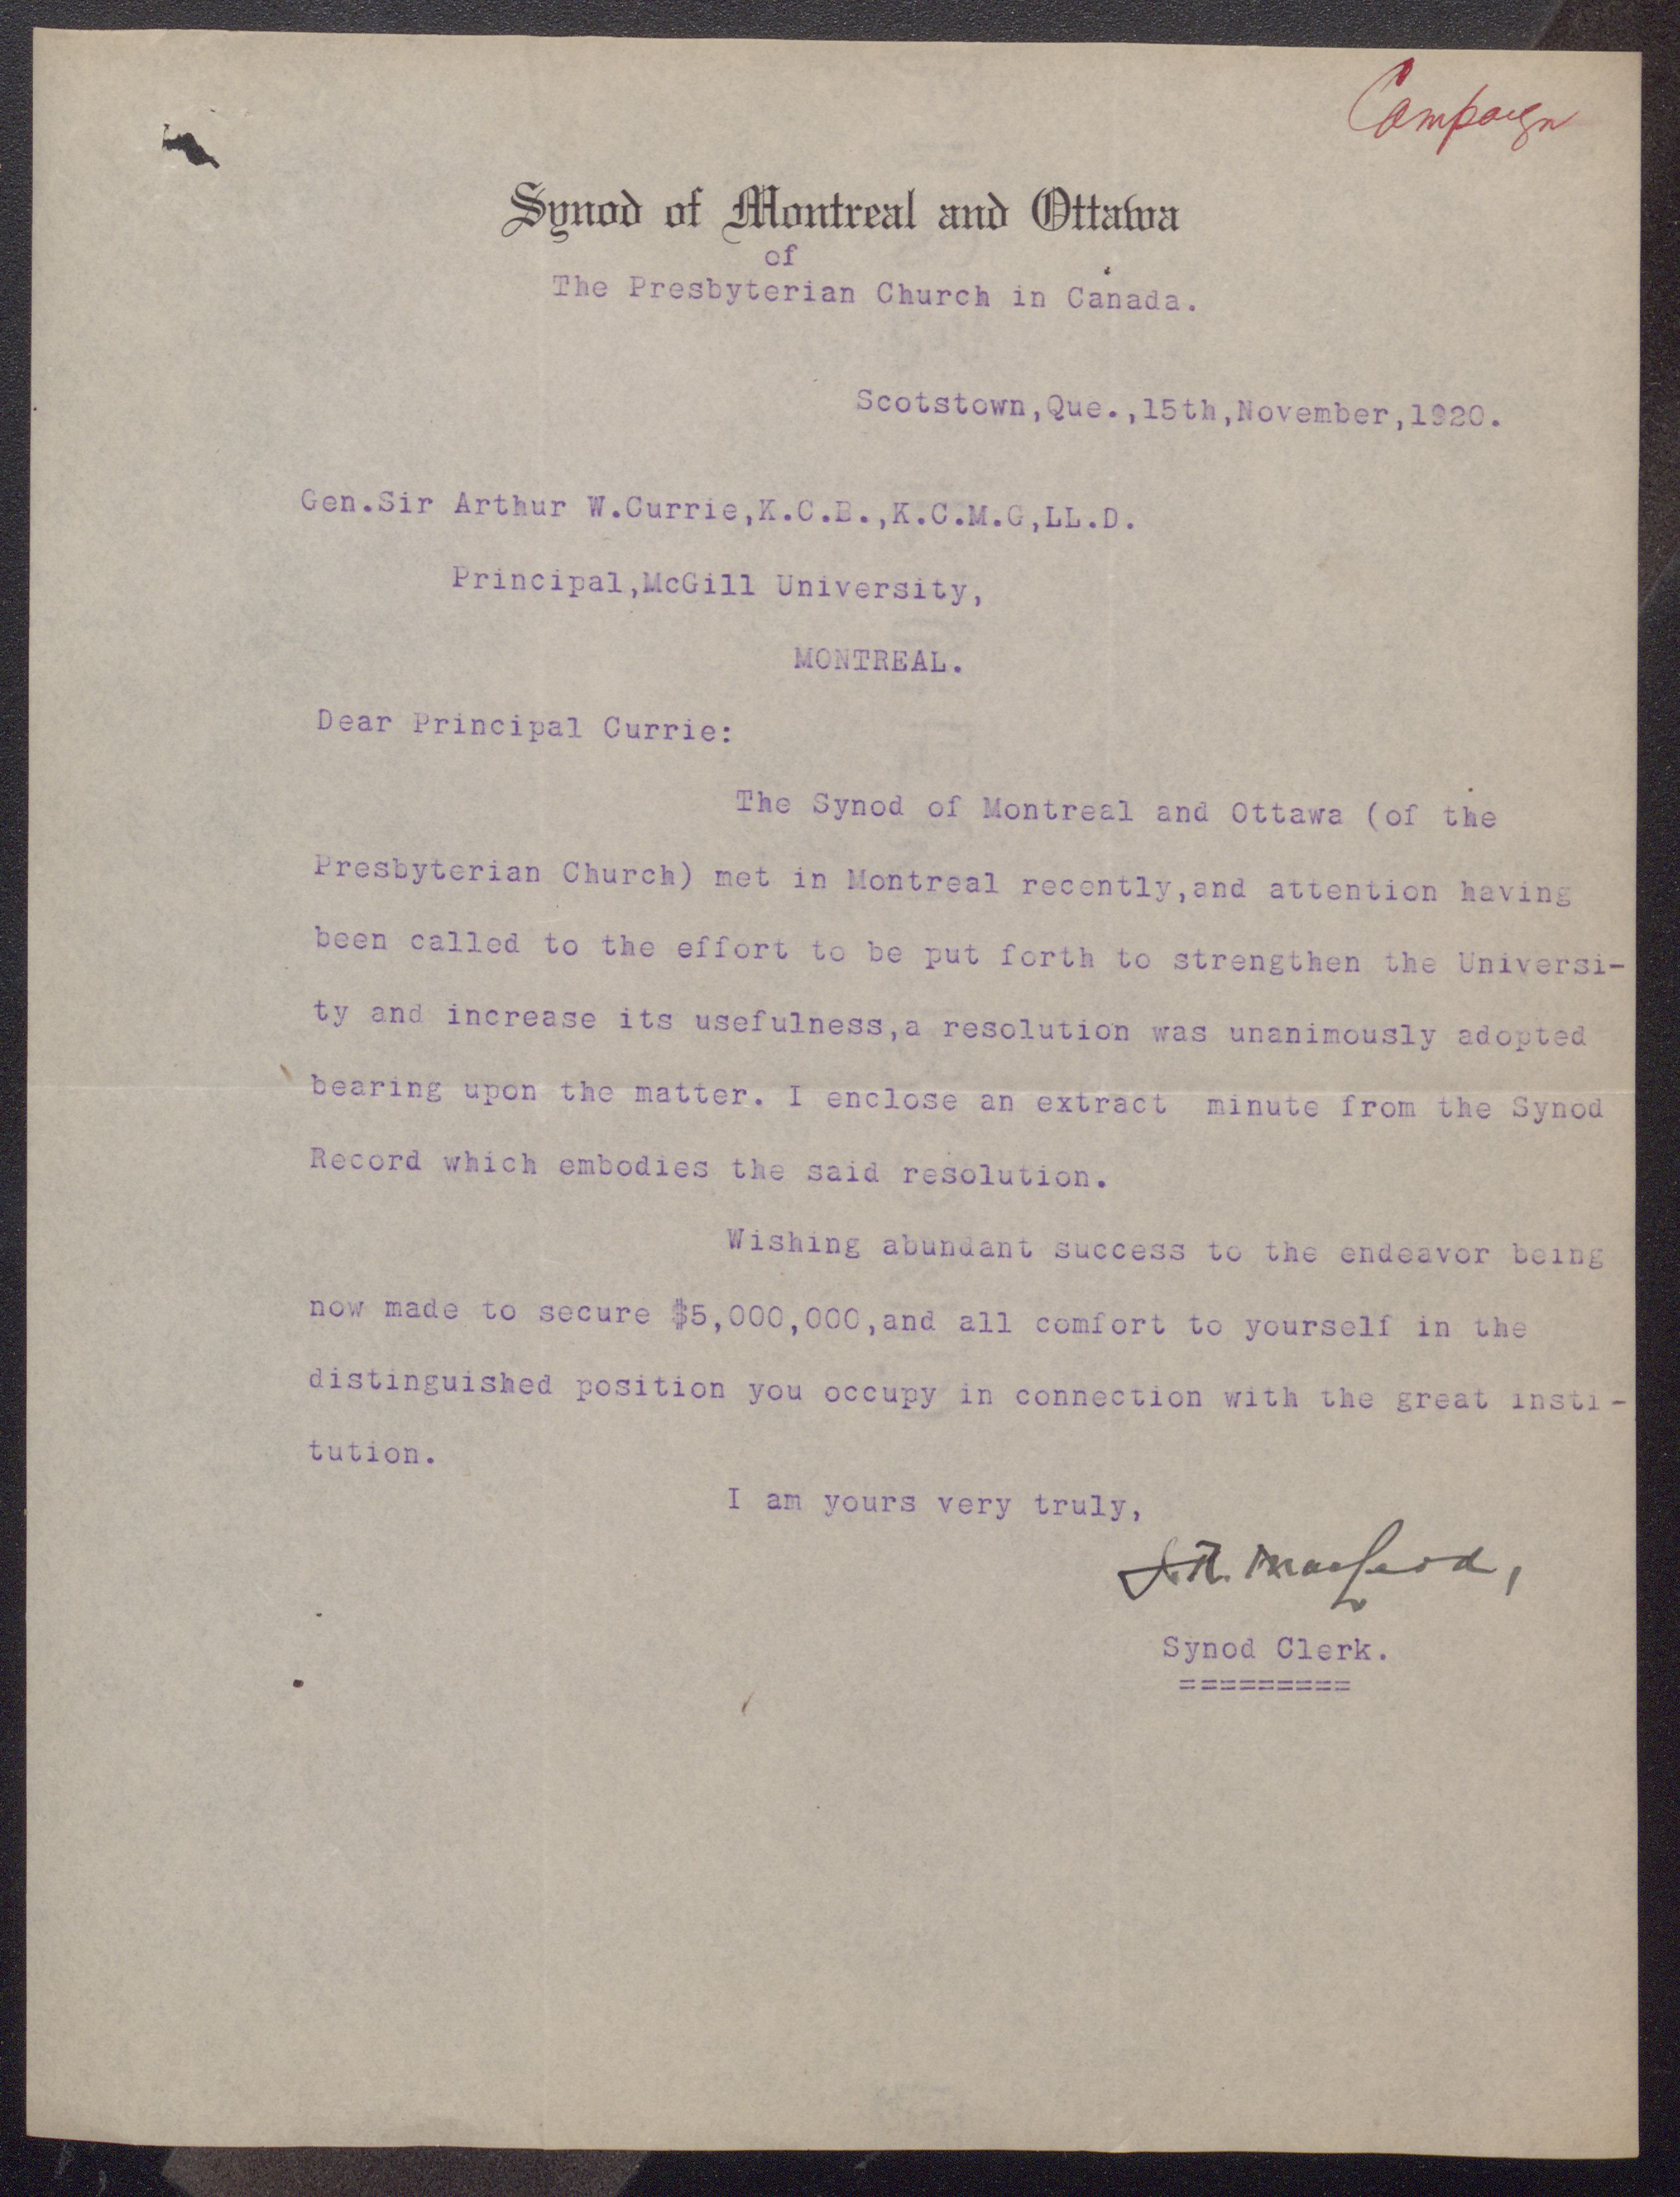 Campaign
Synod of Montreal and Ottawa
of
The Presbyterian Church in Canada.
Scotstown,Que.,15th,November,1920.
Gen.Sir Arthur W.Currie,K.C.B.,K.C.M.G,LL.D.
Principal,McGill University,
MONTREAL.
Dear Principal Currie:
The Synod of Montreal and Ottawa (of the
Presbyterian Church) met in Montreal recently,and attention having
been called to the effort to be put forth to strengthen the Universi-
ty and increase its usefulness,a resolution was unanimously adopted
bearing upon the matter. I enclose an extract minute from the Synod
Record which embodies the said resolution.
Wishing abundant success to the endeavor being
now made to secure $5,000,000,and all comfort to yourself in the
distinguished position you occupy in connection with the great insti-
tution.
I am yours very truly,
MacLeod,
Synod Clerk.
=========